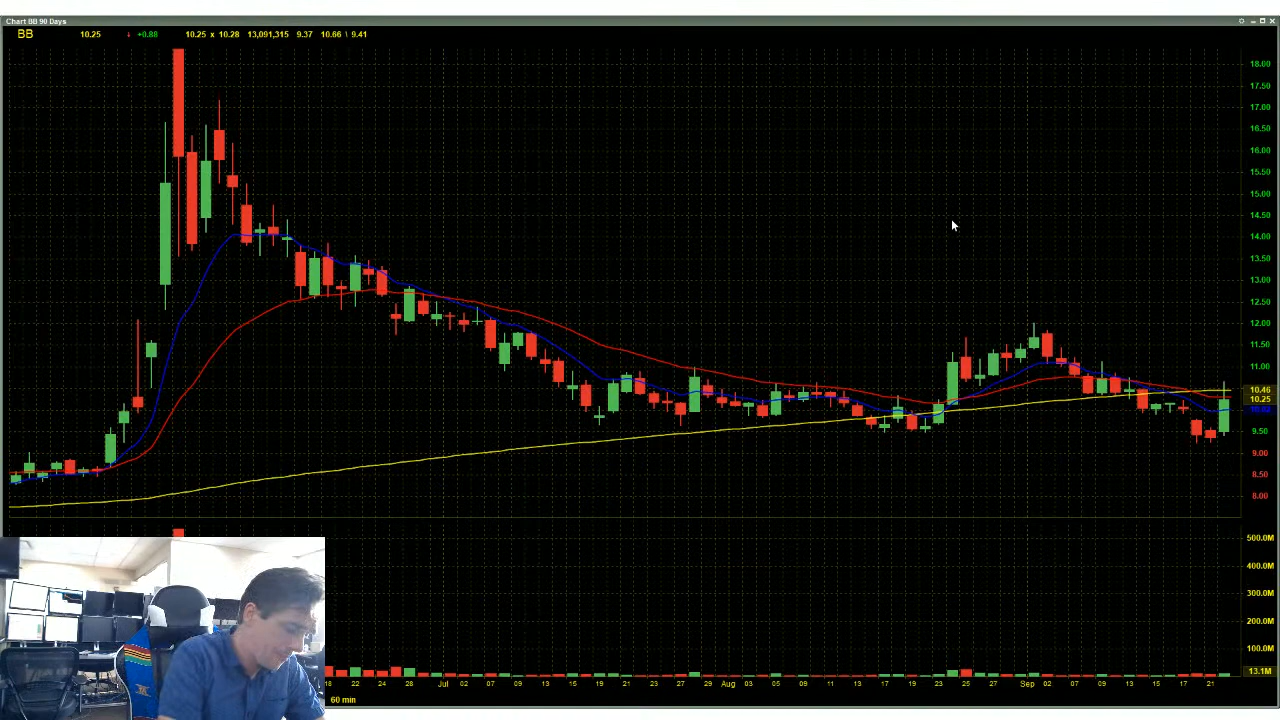 Chart BB 90 Days
BB 10.25 ↓ +0.88 10.25 x 10.28 13,091,315 9.37 10.66 \ 9.41
18.00
17.50
17.00
16.50
16.00
15.50
15.00
14.50
14.00
13.50
13.00
12.50
12.00
11.50
11.00
10.46
10.25
10.02
9.50
9.00
8.50
8.00
500.0M
400.0M
300.0M
200.0M
100.0M
13.1M
18 22 24 28 Jul 02 07 09 13 15 19 21 23 27 29 Aug 03 05 09 11 13 17 19 23 25 27 Sep 02 07 09 13 15 17 21
60 min